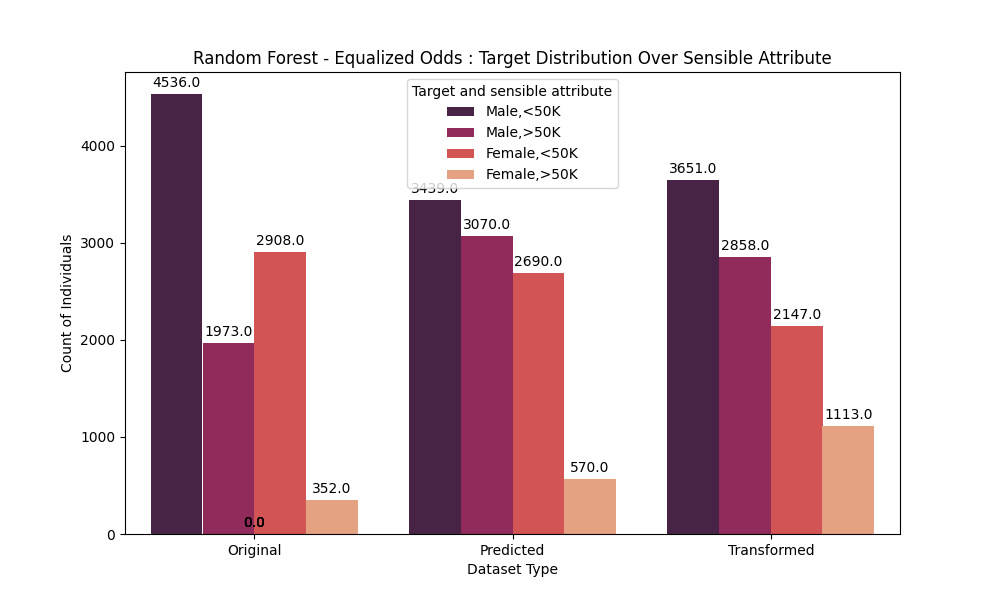 Random Forest - Equalized Odds : Target Distribution Over Sensible Attribute
Target and sensible attribute
Male,<50K
Male,>50K
Female,<50K
Female,>50K
4536.0
1973.0
2908.0
352.0
0.0
3439.0
3070.0
2690.0
570.0
3651.0
2858.0
2147.0
1113.0
Count of Individuals
4000
3000
2000
1000
0
Original
Predicted
Transformed
Dataset Type